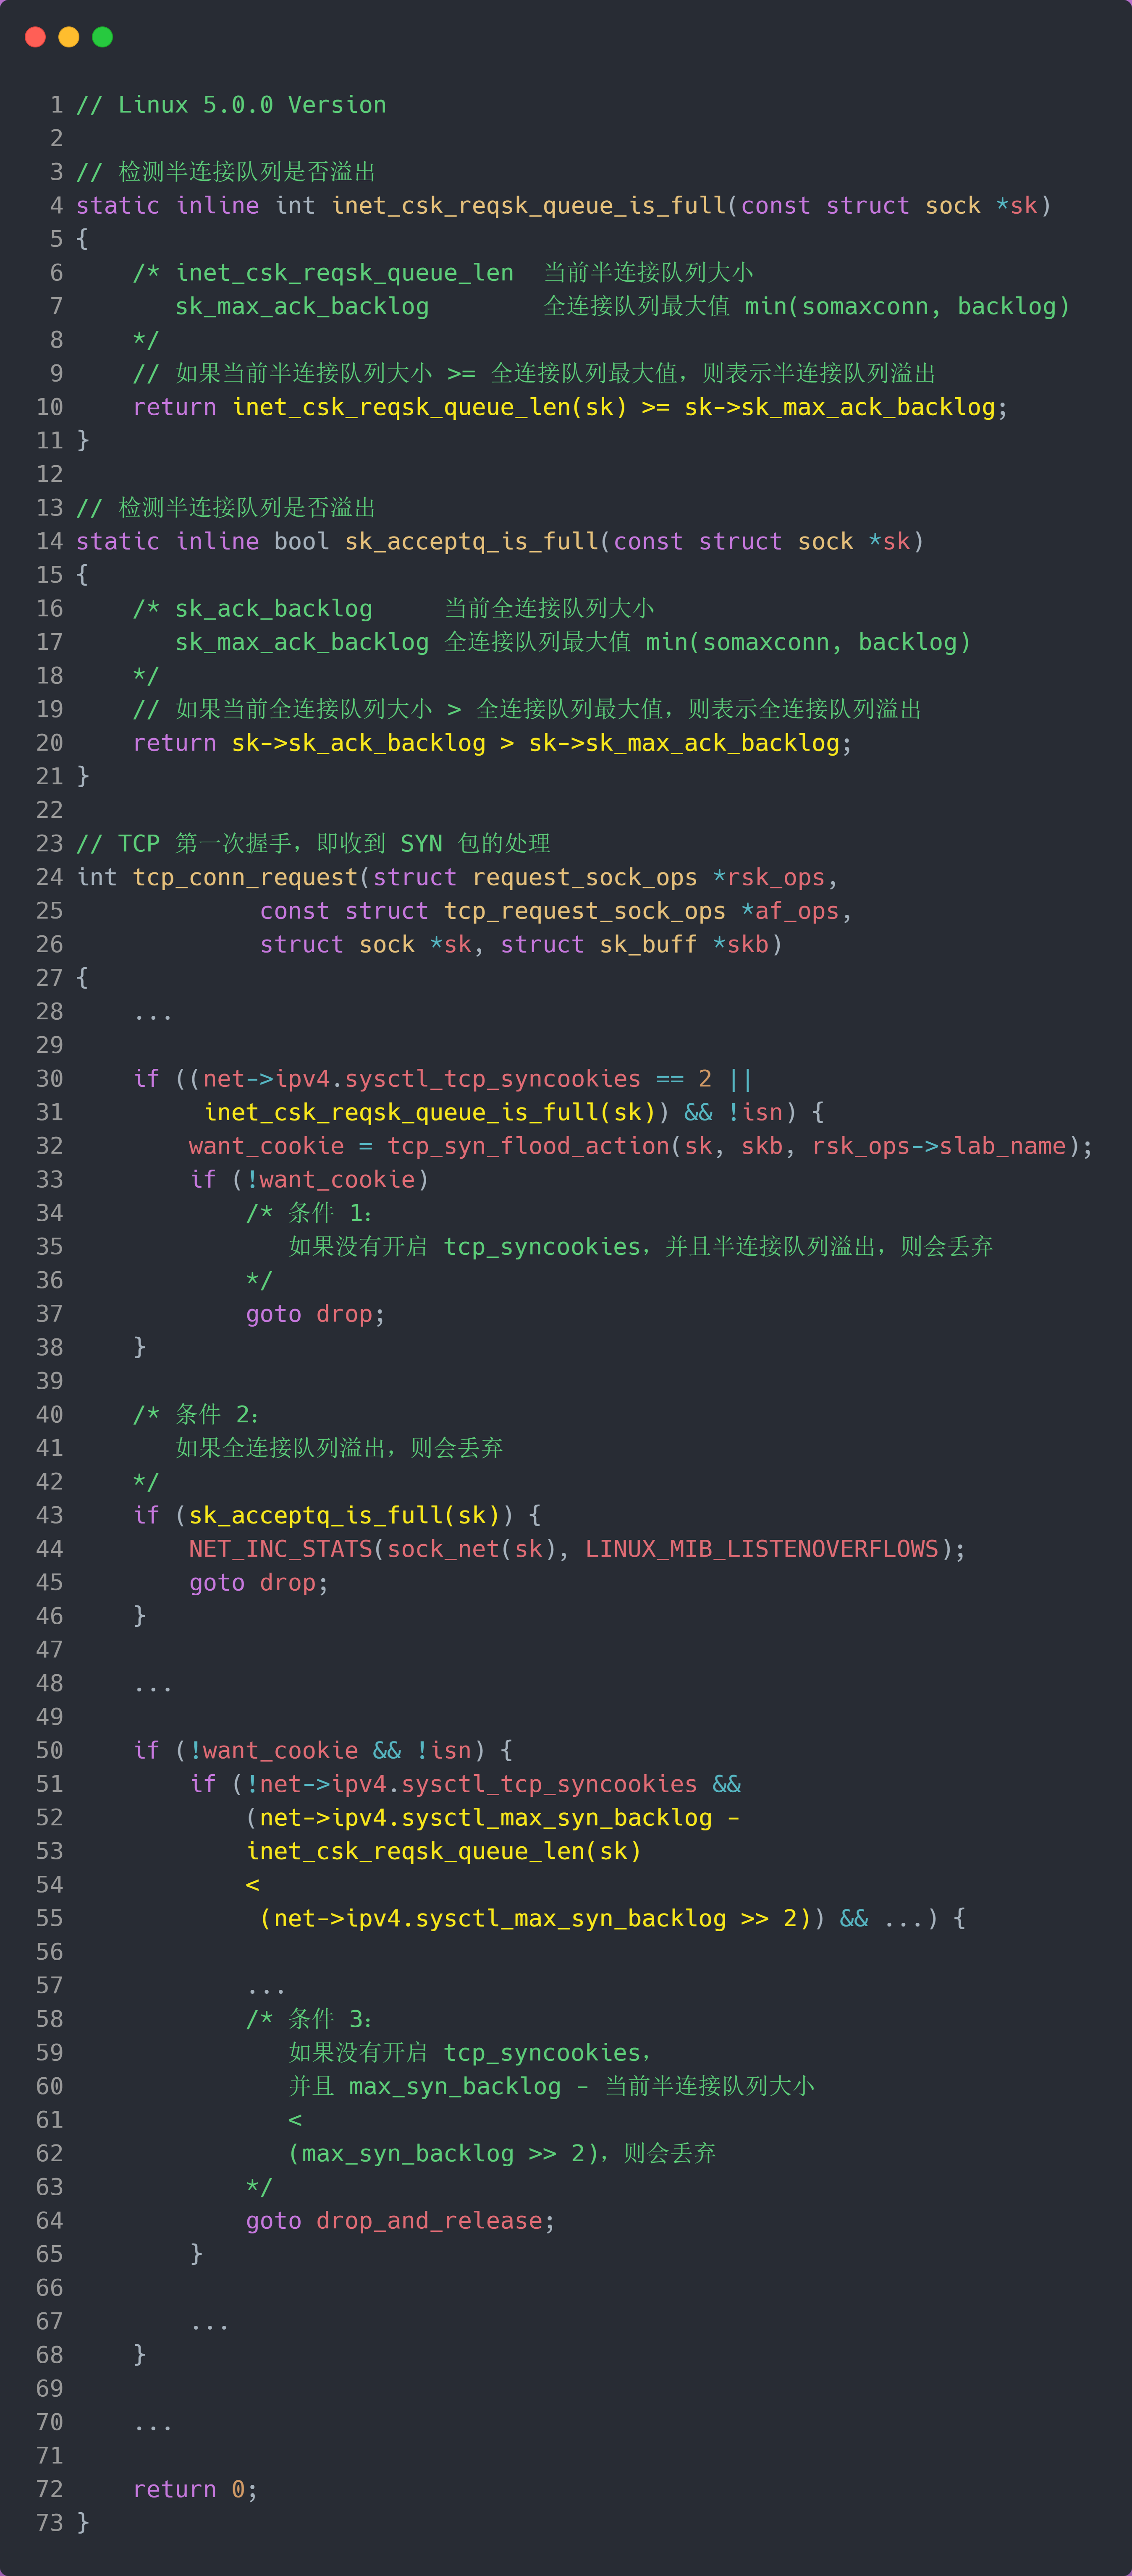 1 // Linux 5.0.0 Version
2
3 // 检测半连接队列是否溢出
4 static inline int inet_csk_reqsk_queue_is_full(const struct sock *sk)
5 {
6     /* inet_csk_reqsk_queue_len  当前半连接队列大小
7        sk_max_ack_backlog        全连接队列最大值 min(somaxconn, backlog)
8     */
9     // 如果当前半连接队列大小 >= 全连接队列最大值，则表示半连接队列溢出
10     return inet_csk_reqsk_queue_len(sk) >= sk->sk_max_ack_backlog;
11 }
12
13 // 检测半连接队列是否溢出
14 static inline bool sk_acceptq_is_full(const struct sock *sk)
15 {
16     /* sk_ack_backlog     当前全连接队列大小
17        sk_max_ack_backlog 全连接队列最大值 min(somaxconn, backlog)
18     */
19     // 如果当前全连接队列大小 > 全连接队列最大值，则表示全连接队列溢出
20     return sk->sk_ack_backlog > sk->sk_max_ack_backlog;
21 }
22
23 // TCP 第一次握手，即收到 SYN 包的处理
24 int tcp_conn_request(struct request_sock_ops *rsk_ops,
25              const struct tcp_request_sock_ops *af_ops,
26              struct sock *sk, struct sk_buff *skb)
27 {
28     ...
29
30     if ((net->ipv4.sysctl_tcp_syncookies == 2 ||
31          inet_csk_reqsk_queue_is_full(sk)) && !isn) {
32         want_cookie = tcp_syn_flood_action(sk, skb, rsk_ops->slab_name);
33         if (!want_cookie)
34             /* 条件 1：
35                如果没有开启 tcp_syncookies，并且半连接队列溢出，则会丢弃
36             */
37             goto drop;
38     }
39
40     /* 条件 2：
41        如果全连接队列溢出，则会丢弃
42     */
43     if (sk_acceptq_is_full(sk)) {
44         NET_INC_STATS(sock_net(sk), LINUX_MIB_LISTENOVERFLOWS);
45         goto drop;
46     }
47
48     ...
49
50     if (!want_cookie && !isn) {
51         if (!net->ipv4.sysctl_tcp_syncookies &&
52             (net->ipv4.sysctl_max_syn_backlog -
53             inet_csk_reqsk_queue_len(sk)
54             <
55              (net->ipv4.sysctl_max_syn_backlog >> 2)) && ...) {
56
57             ...
58             /* 条件 3：
59                如果没有开启 tcp_syncookies，
60                并且 max_syn_backlog - 当前半连接队列大小
61                <
62                (max_syn_backlog >> 2)，则会丢弃
63             */
64             goto drop_and_release;
65         }
66
67         ...
68     }
69
70     ...
71
72     return 0;
73 }